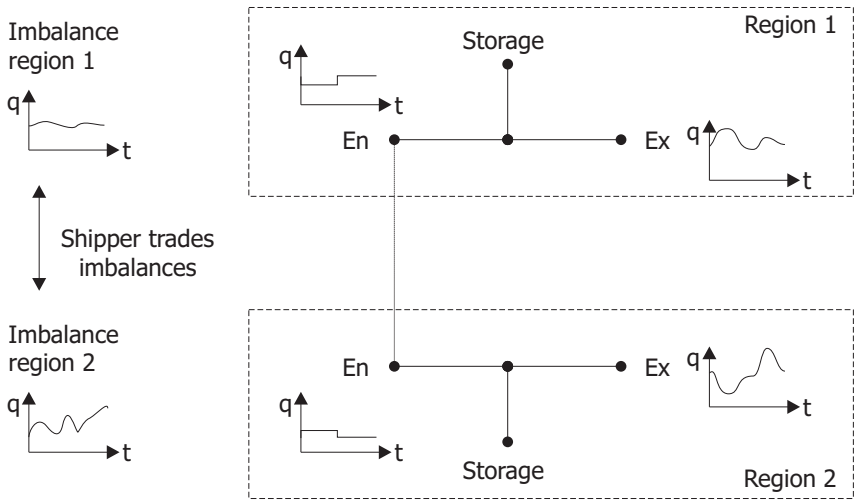 Imbalance
region 1
q
t
Shipper trades
imbalances
Imbalance
region 2
q
t
Region 1
Storage
q
t
En
Ex
q
t
En
Ex
q
t
q
t
Storage
Region 2